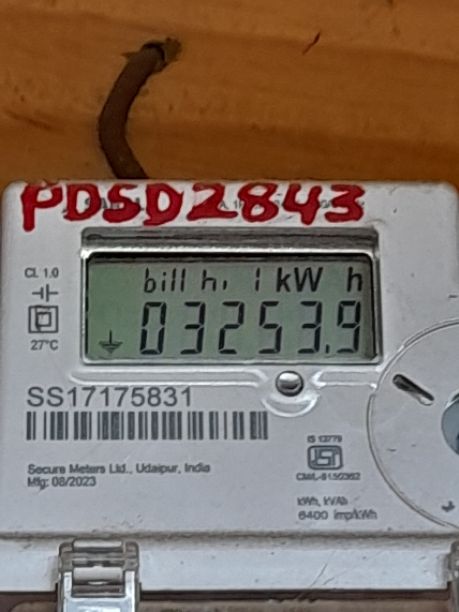 PDSD2843
Cl. 1.0
bill hi 1 kW h
03253.9
27°C
SS17175831
IS 13779
Secure Meters Ltd., Udaipur, India
Mfg: 08/2023
kWh, kVAh
6400 imp/kWh